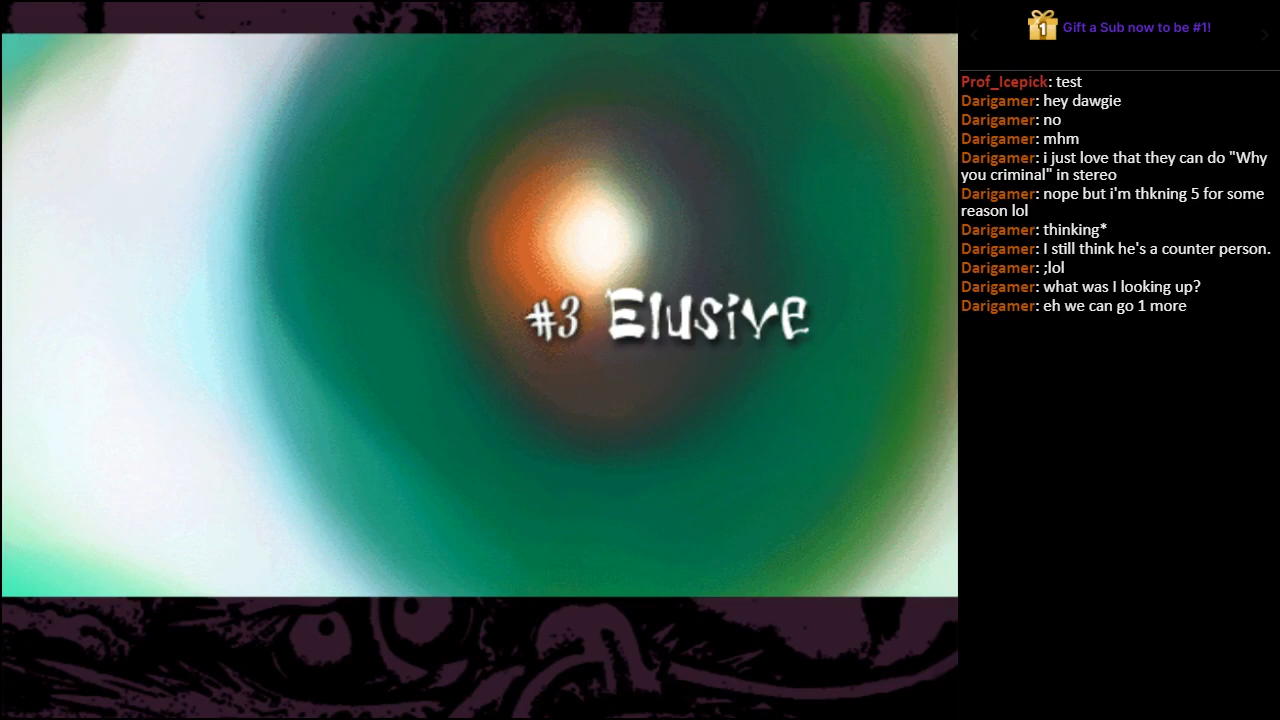 #3 Elusive
1 Gift a Sub now to be #1!
Prof_Icepick: test
Darigamer: hey dawgie
Darigamer: no
Darigamer: mhm
Darigamer: i just love that they can do "Why
you criminal" in stereo
Darigamer: nope but i'm thkning 5 for some
reason lol
Darigamer: thinking*
Darigamer: I still think he's a counter person.
Darigamer: ;lol
Darigamer: what was I looking up?
Darigamer: eh we can go 1 more